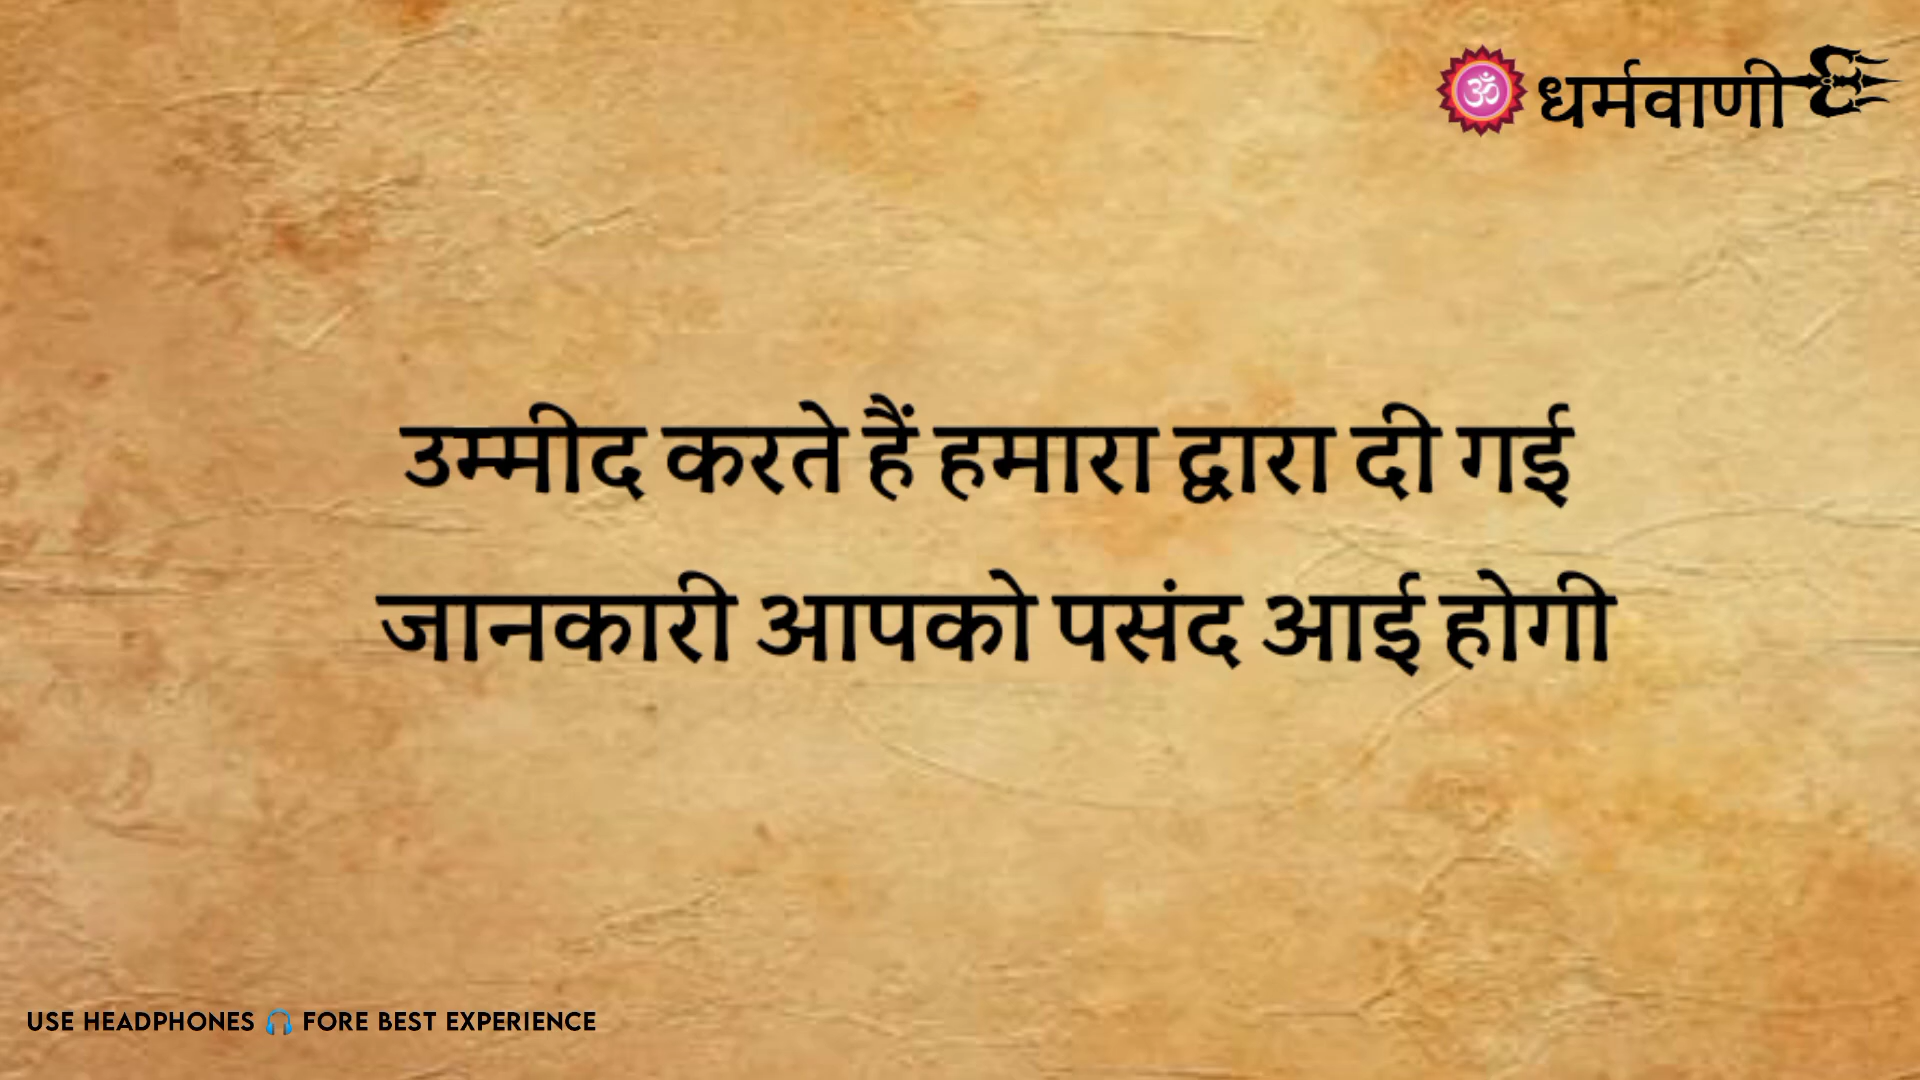 ॐ धर्मवाणी
उम्मीद करते हैं हमारा द्वारा दी गई
जानकारी आपको पसंद आई होगी
USE HEADPHONES 🎧 FORE BEST EXPERIENCE